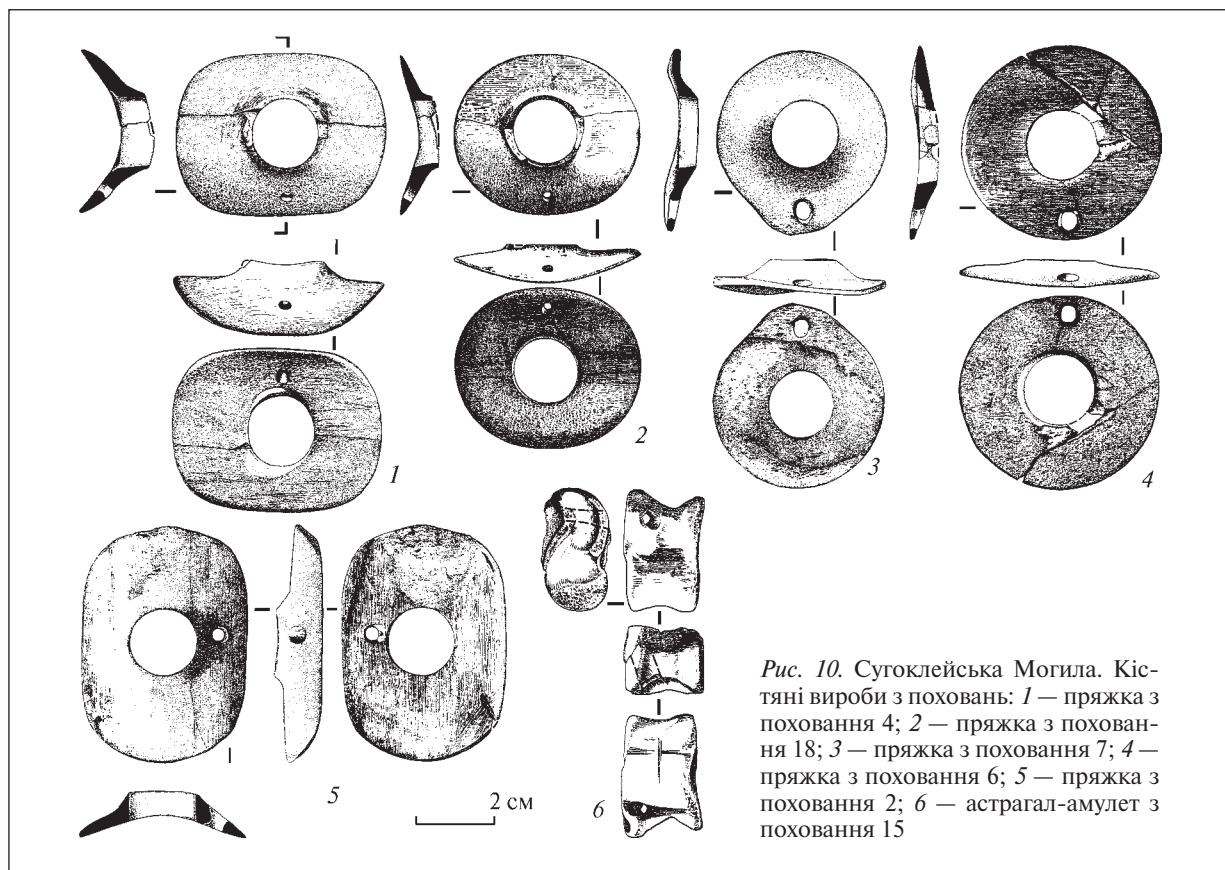 1
2
3
4
5
2 см
6
Рис. 10. Сугоклейська Могила. Кіс-
тяні вироби з поховань: 1 — пряжка з
поховання 4; 2 — пряжка з похован-
ня 18; 3 — пряжка з поховання 7; 4 —
пряжка з поховання 6; 5 — пряжка з
поховання 2; 6 — астрагал-амулет з
поховання 15